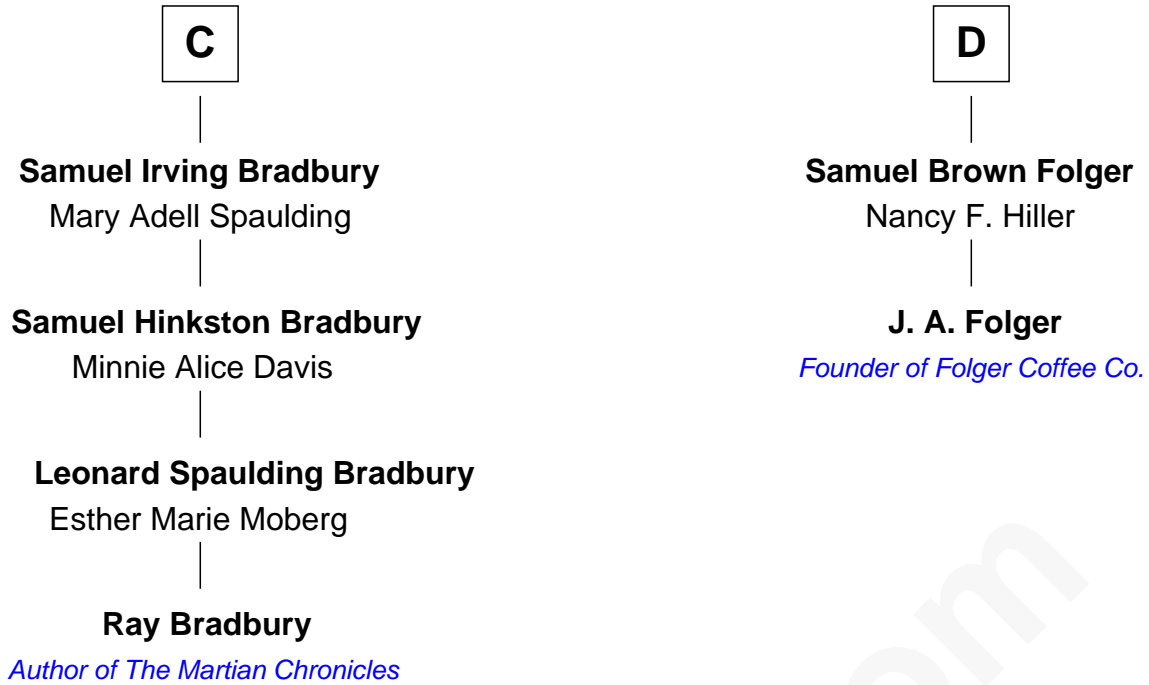 C
Samuel Irving Bradbury
Mary Adell Spaulding
Samuel Hinkston Bradbury
Minnie Alice Davis
Leonard Spaulding Bradbury
Esther Marie Moberg
Ray Bradbury
Author of The Martian Chronicles
D
Samuel Brown Folger
Nancy F. Hiller
J. A. Folger
Founder of Folger Coffee Co.
om